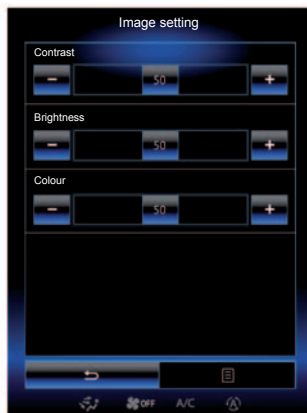 Image setting
Contrast
− 50 +
Brightness
− 50 +
Colour
− 50 +
OFF A/C